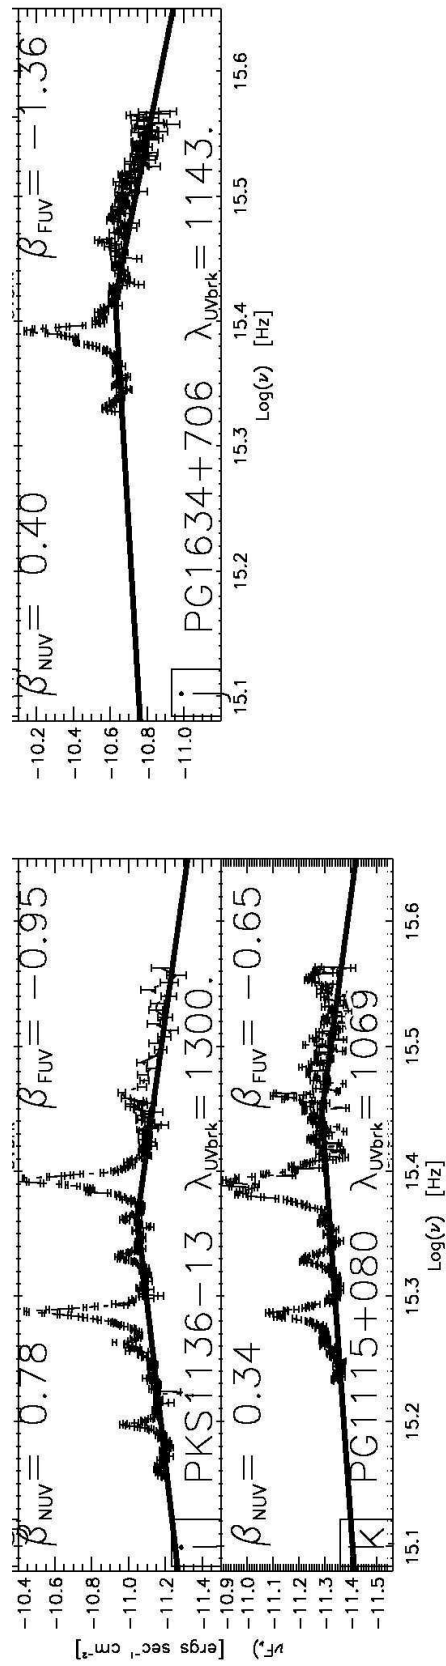 β_NUV= 0.78 β_FUV= −0.95
PKS1136−13 λ_UVbrk= 1300.
i
−10.4
−10.6
−10.8
−11.0
−11.2
−11.4
β_NUV= 0.34 β_FUV= −0.65
PG1115+080 λ_UVbrk= 1069
K
−10.9
−11.0
−11.1
−11.2
−11.3
−11.4
−11.5
15.1 15.2 15.3 15.4 15.5 15.6
Log(ν) [Hz]
νFᵥ)
[ergs sec⁻¹ cm⁻²]
β_NUV= 0.40 β_FUV= −1.36
PG1634+706 λ_UVbrk= 1143.
j
−10.2
−10.4
−10.6
−10.8
−11.0
15.1 15.2 15.3 15.4 15.5 15.6
Log(ν) [Hz]